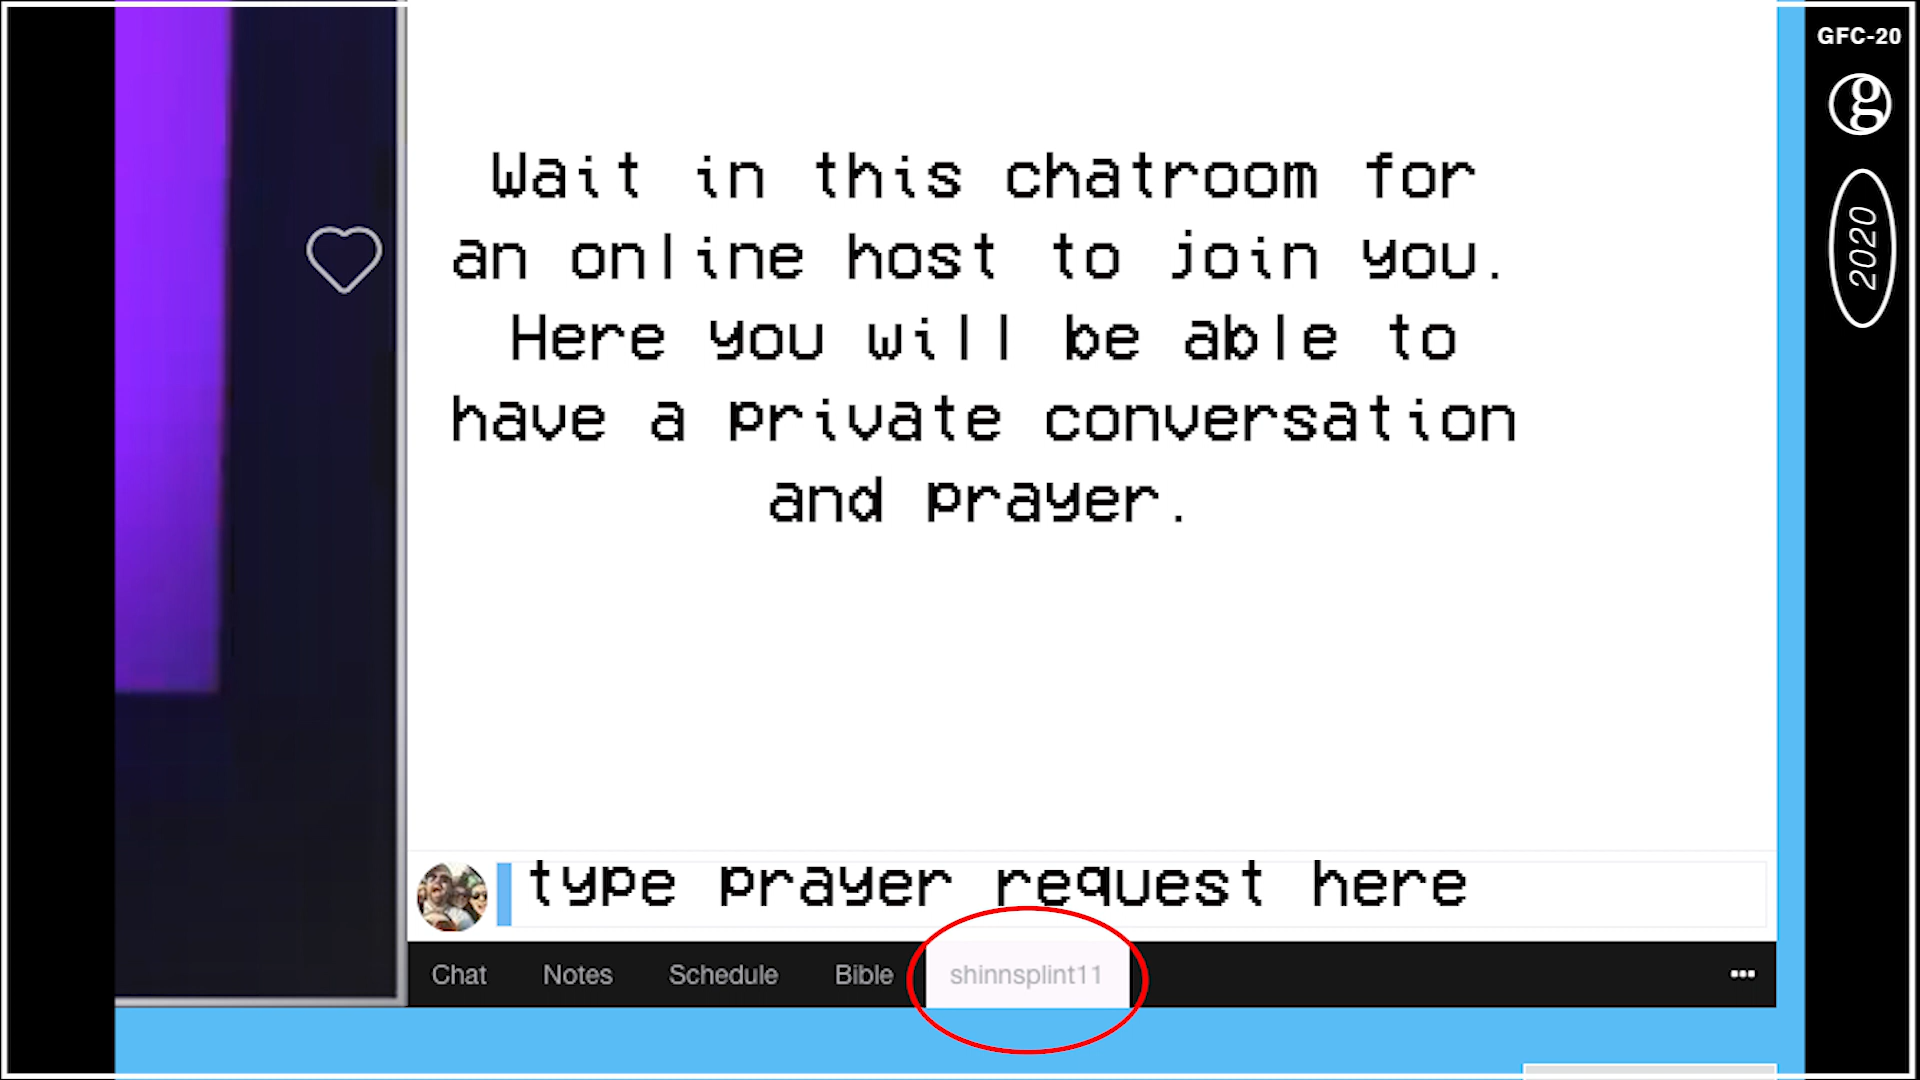 GFC-20
g
2020
Wait in this chatroom for
an online host to join you.
Here you will be able to
have a private conversation
and prayer.
type prayer request here
Chat Notes Schedule Bible shinnsplint11